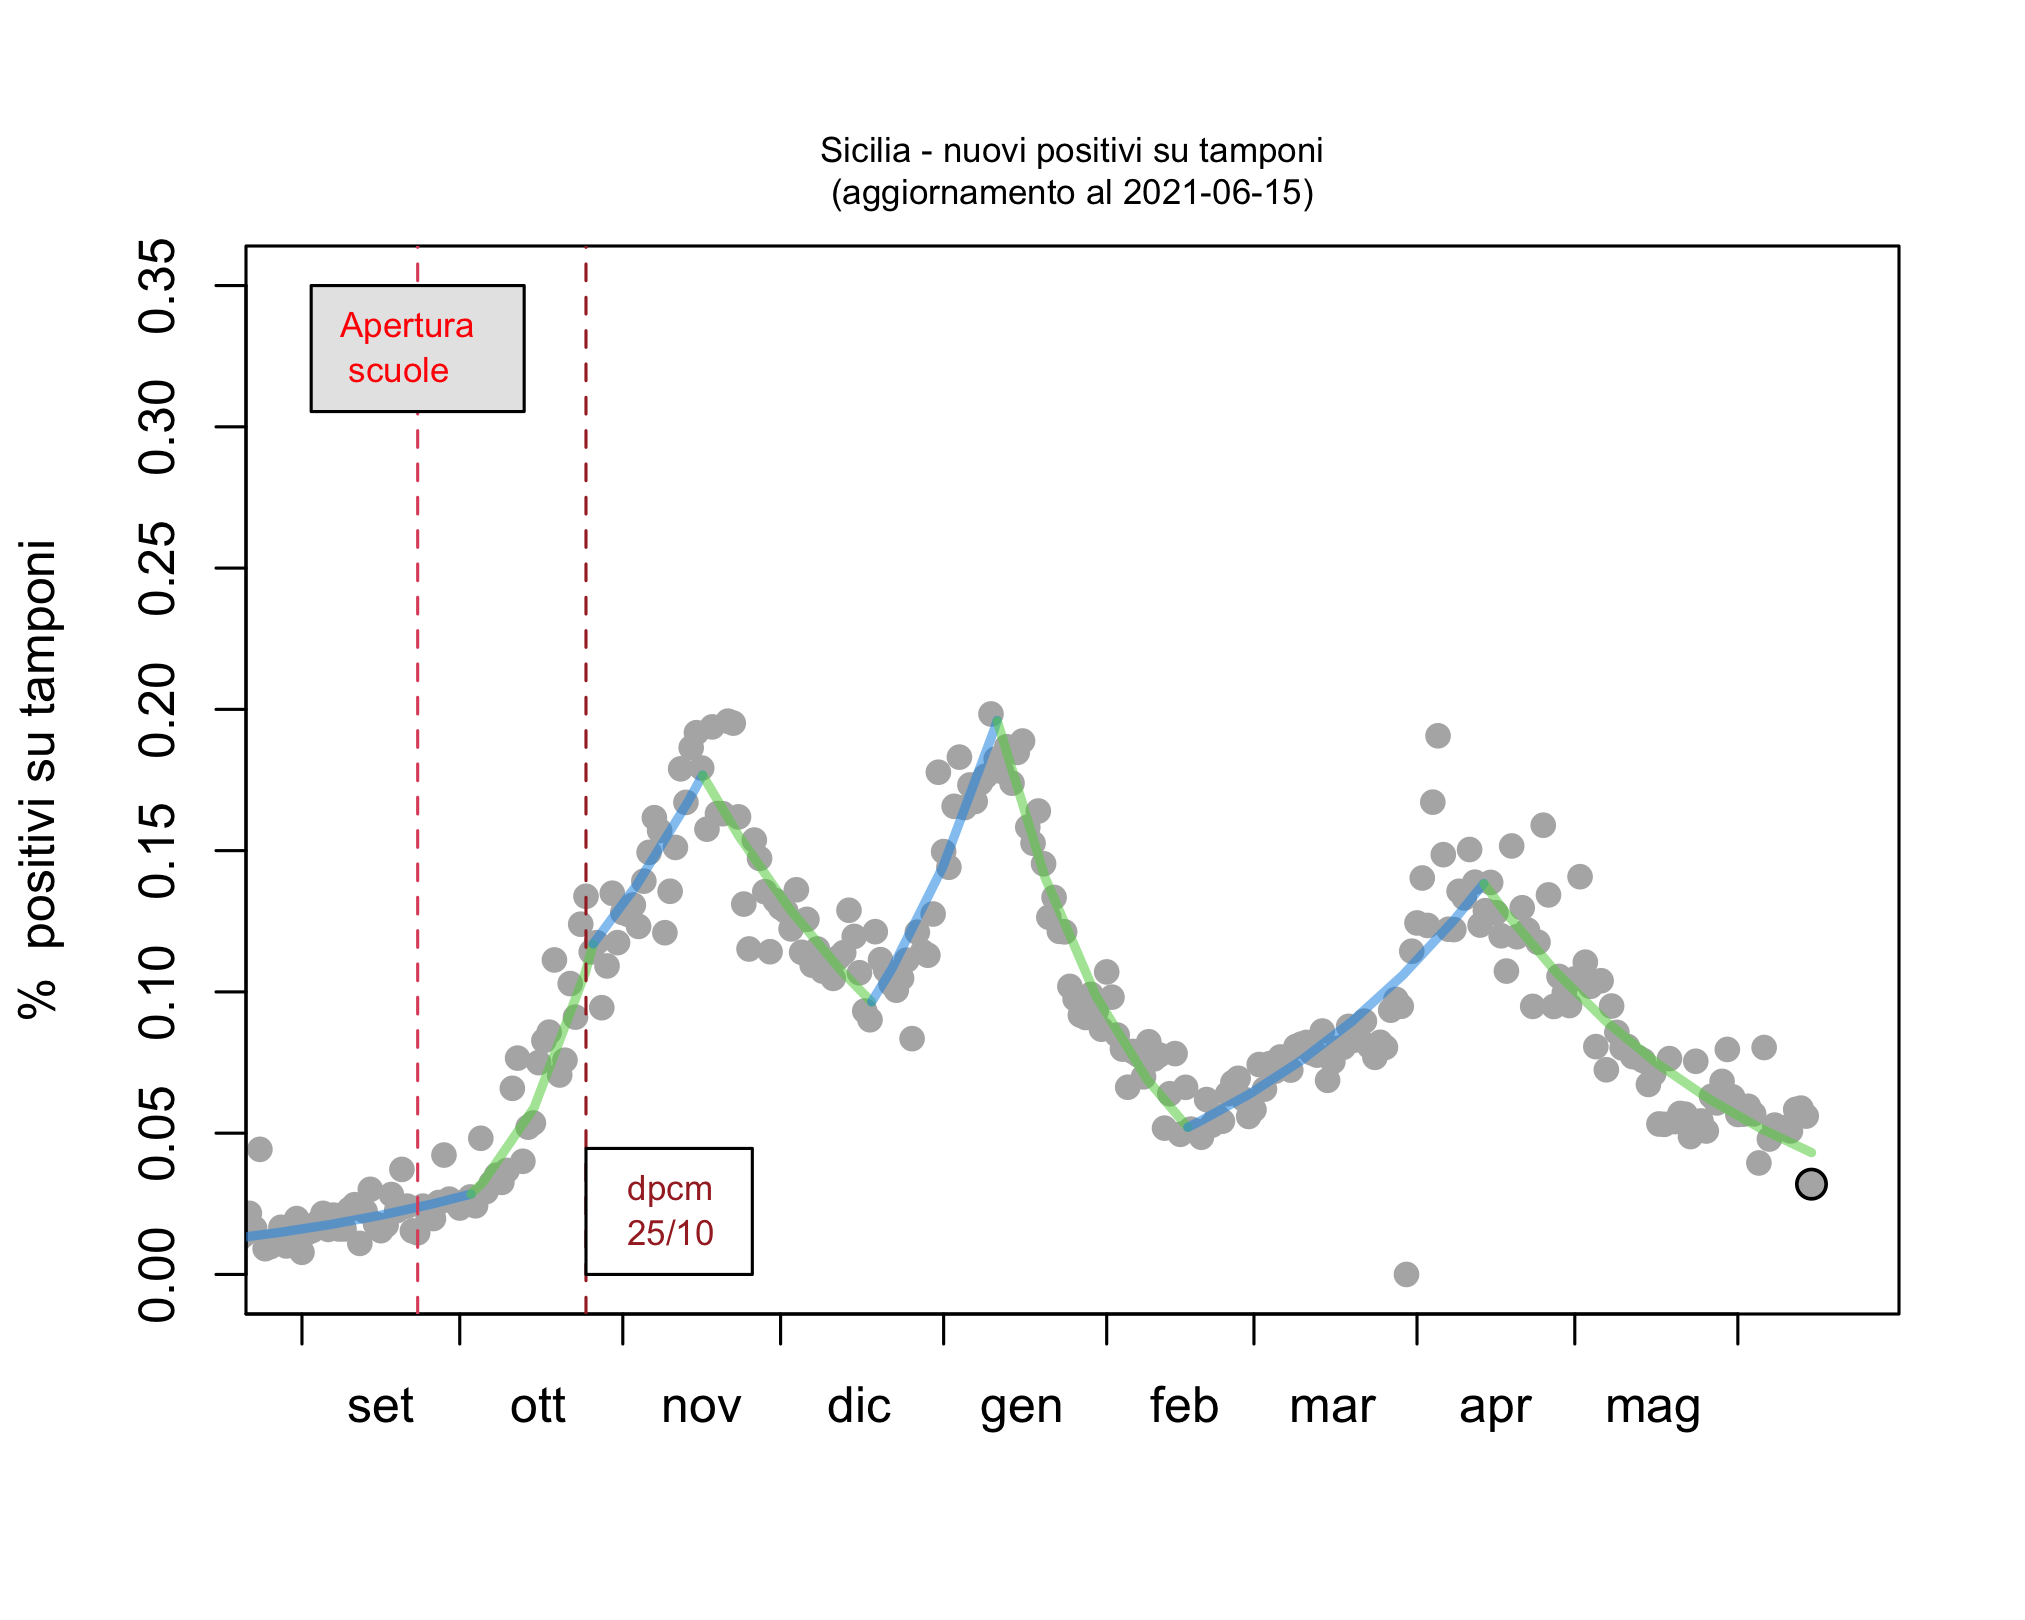 Sicilia - nuovi positivi su tamponi
(aggiornamento al 2021-06-15)
% positivi su tamponi
0.35
0.30
0.25
0.20
0.15
0.10
0.05
0.00
Apertura
scuole
dpcm
25/10
set ott nov dic gen feb mar apr mag